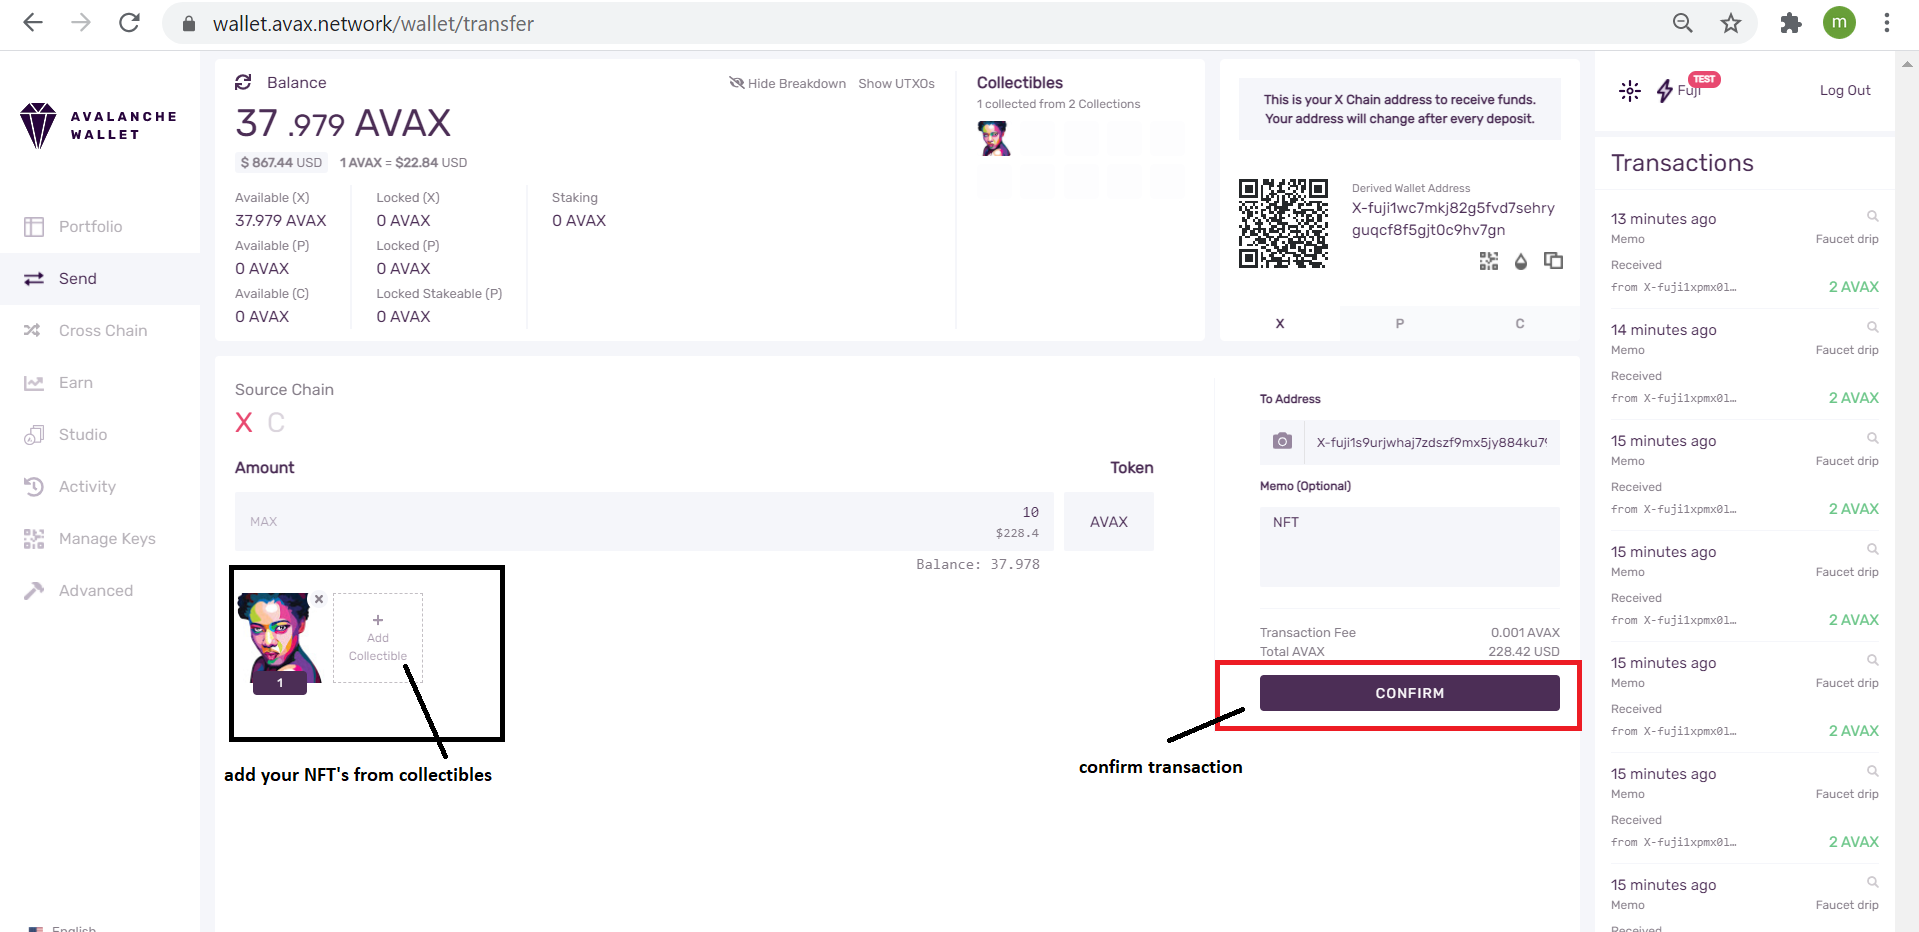 wallet.avax.network/wallet/transfer
m
AVALANCHE
WALLET
Portfolio
Send
Cross Chain
Earn
Studio
Activity
Manage Keys
Advanced
English
Balance
Hide Breakdown Show UTXOs
37 .979 AVAX
$ 867.44 USD 1 AVAX = $22.84 USD
Available (X)
37.979 AVAX
Available (P)
0 AVAX
Available (C)
0 AVAX
Locked (X)
0 AVAX
Locked (P)
0 AVAX
Locked Stakeable (P)
0 AVAX
Staking
0 AVAX
Collectibles
1 collected from 2 Collections
This is your X Chain address to receive funds.
Your address will change after every deposit.
Derived Wallet Address
X-fuji1wc7mkj82g5fvd7sehry
guqcf8f5gjt0c9hv7gn
X P C
Source Chain
X C
Amount Token
MAX 10
$228.4
AVAX
Balance: 37.978
1
+
Add
Collectible
add your NFT's from collectibles
To Address
X-fuji1s9urjwhaj7zdszf9mx5jy884ku79
Memo (Optional)
NFT
Transaction Fee 0.001 AVAX
Total AVAX 228.42 USD
CONFIRM
confirm transaction
Fuji
TEST
Log Out
Transactions
13 minutes ago
Memo Faucet drip
Received
from X-fuji1xpmx0l… 2 AVAX
14 minutes ago
Memo Faucet drip
Received
from X-fuji1xpmx0l… 2 AVAX
15 minutes ago
Memo Faucet drip
Received
from X-fuji1xpmx0l… 2 AVAX
15 minutes ago
Memo Faucet drip
Received
from X-fuji1xpmx0l… 2 AVAX
15 minutes ago
Memo Faucet drip
Received
from X-fuji1xpmx0l… 2 AVAX
15 minutes ago
Memo Faucet drip
Received
from X-fuji1xpmx0l… 2 AVAX
15 minutes ago
Memo Faucet drip
Received